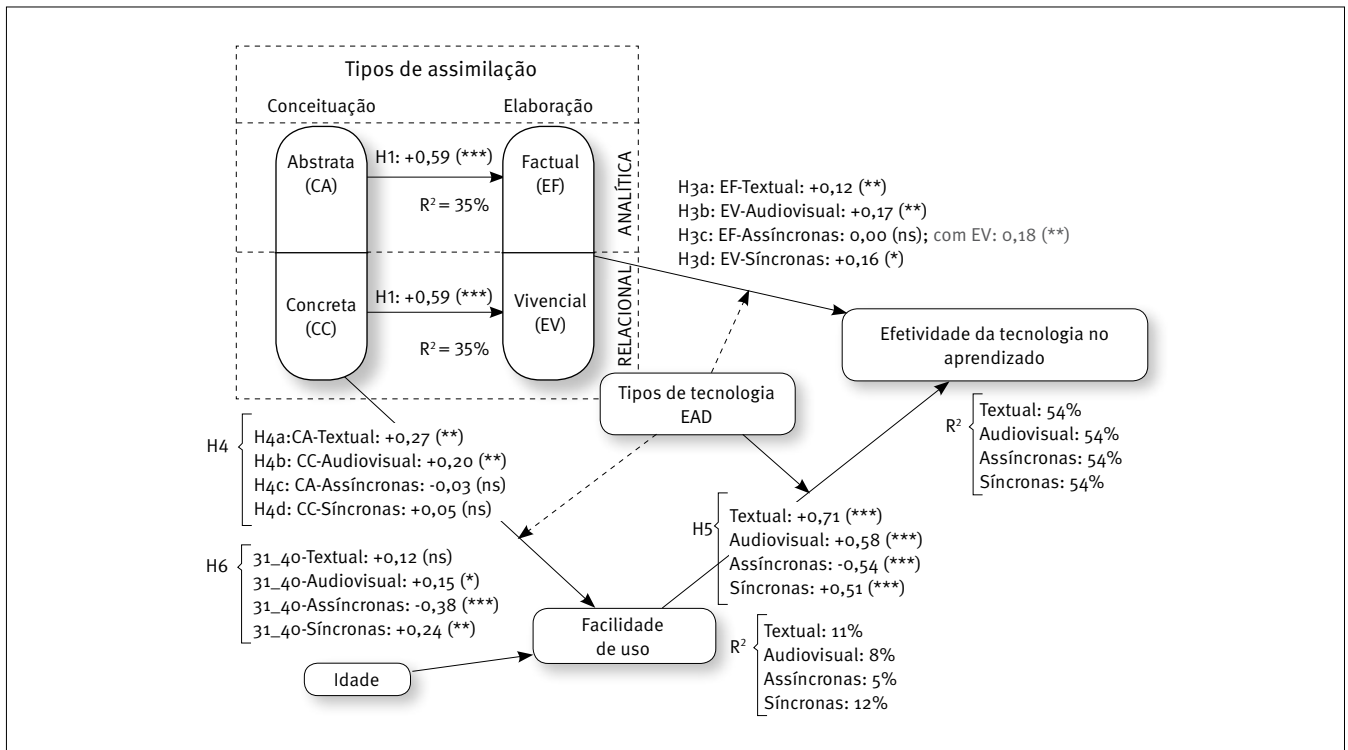 Tipos de assimilação
Conceituação
Elaboração
Abstrata
(CA)
H1: +0,59 (***)
R² = 35%
Factual
(EF)
ANALÍTICA
Concreta
(CC)
H1: +0,59 (***)
R² = 35%
Vivencial
(EV)
RELACIONAL
H3a: EF-Textual: +0,12 (**)
H3b: EV-Audiovisual: +0,17 (**)
H3c: EF-Assíncronas: 0,00 (ns); com EV: 0,18 (**)
H3d: EV-Síncronas: +0,16 (*)
Efetividade da tecnologia no
aprendizado
Tipos de tecnologia
EAD
R²
Textual: 54%
Audiovisual: 54%
Assíncronas: 54%
Síncronas: 54%
H4
H4a:CA-Textual: +0,27 (**)
H4b: CC-Audiovisual: +0,20 (**)
H4c: CA-Assíncronas: -0,03 (ns)
H4d: CC-Síncronas: +0,05 (ns)
H5
Textual: +0,71 (***)
Audiovisual: +0,58 (***)
Assíncronas: -0,54 (***)
Síncronas: +0,51 (***)
H6
31_40-Textual: +0,12 (ns)
31_40-Audiovisual: +0,15 (*)
31_40-Assíncronas: -0,38 (***)
31_40-Síncronas: +0,24 (**)
Facilidade
de uso
R²
Textual: 11%
Audiovisual: 8%
Assíncronas: 5%
Síncronas: 12%
Idade